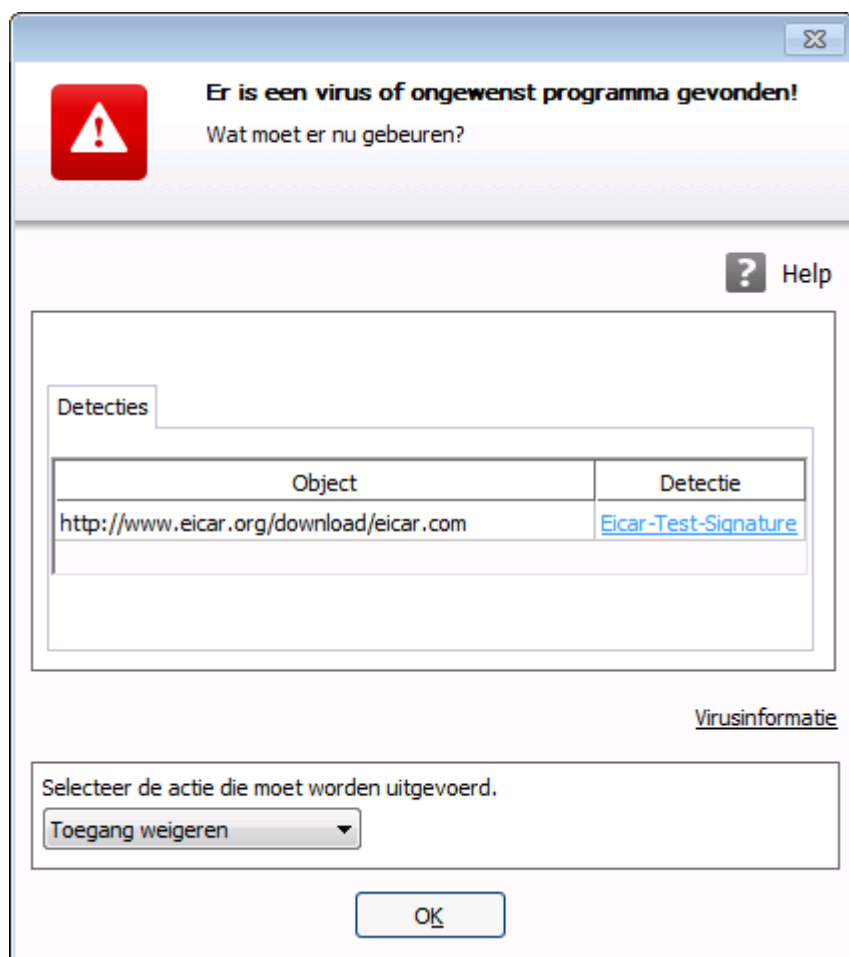 Er is een virus of ongewenst programma gevonden!
Wat moet er nu gebeuren?
? Help
Detecties
Object Detectie
http://www.eicar.org/download/eicar.com Eicar-Test-Signature
Virusinformatie
Selecteer de actie die moet worden uitgevoerd.
Toegang weigeren
OK